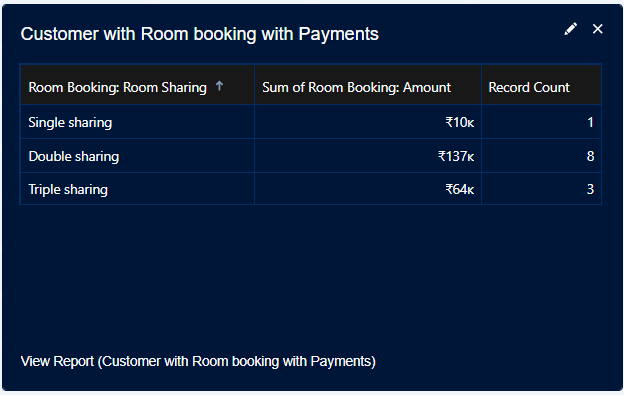 Customer with Room booking with Payments
Room Booking: Room Sharing ↑ Sum of Room Booking: Amount Record Count
Single sharing ₹10K 1
Double sharing ₹137K 8
Triple sharing ₹64K 3
View Report (Customer with Room booking with Payments)